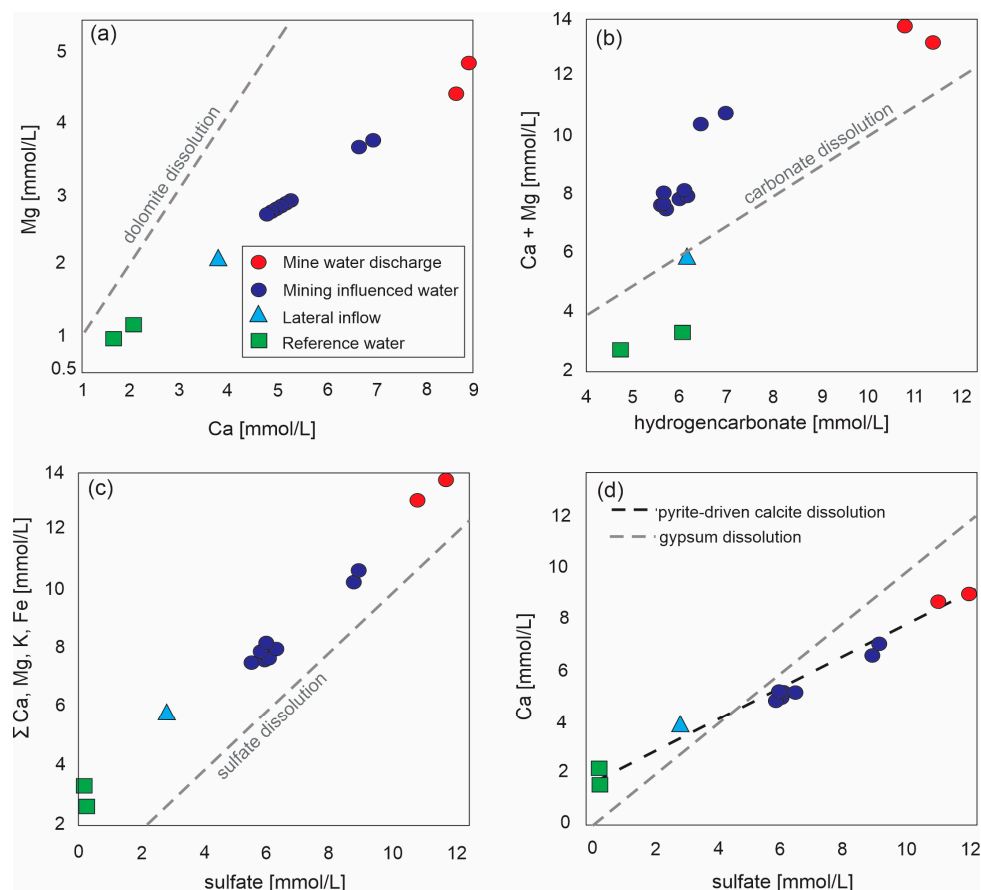 (a)
5
4
3
2
1
0.5
Mg [mmol/L]
dolomite dissolution
Mine water discharge
Mining influenced water
Lateral inflow
Reference water
1 2 3 4 5 6 7 8 9
Ca [mmol/L]
(b)
14
12
10
8
6
4
2
Ca + Mg [mmol/L]
carbonate dissolution
4 5 6 7 8 9 10 11 12
hydrogencarbonate [mmol/L]
(c)
14
12
10
8
6
4
2
Σ Ca, Mg, K, Fe [mmol/L]
sulfate dissolution
0 2 4 6 8 10 12
sulfate [mmol/L]
(d)
pyrite-driven calcite dissolution
gypsum dissolution
12
10
8
6
4
2
0
Ca [mmol/L]
0 2 4 6 8 10 12
sulfate [mmol/L]